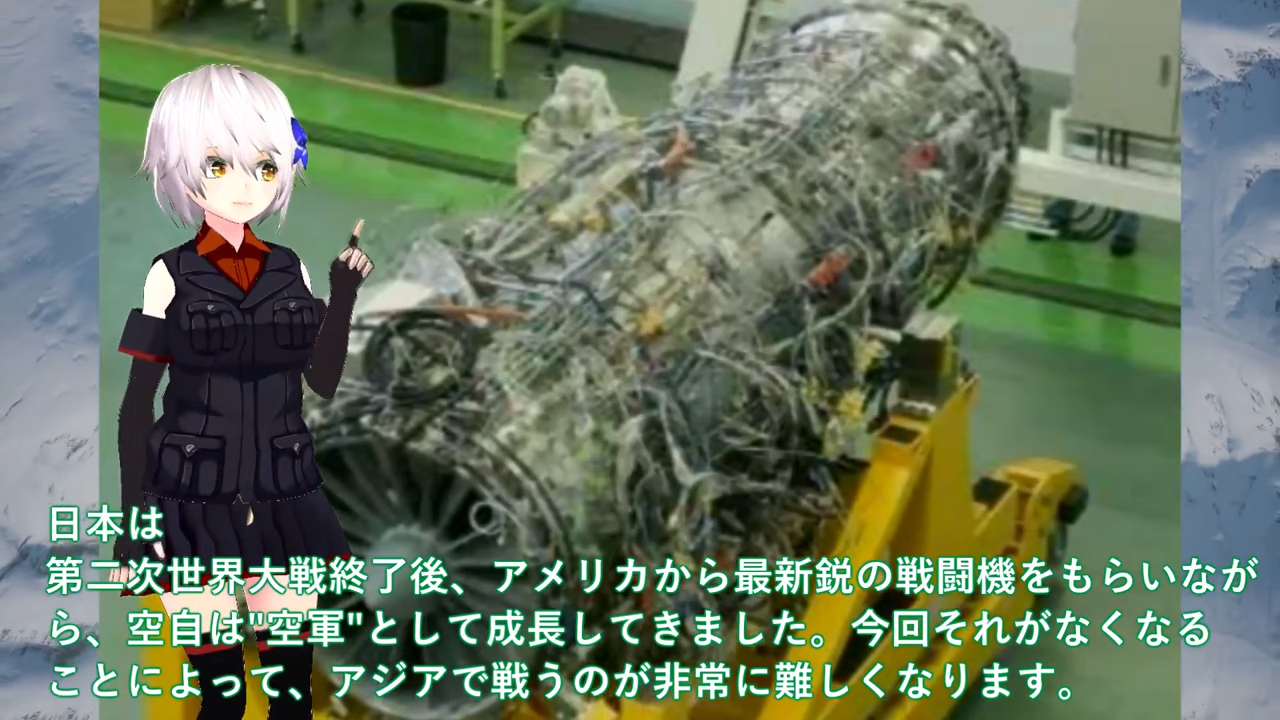 日本は
第二次世界大戦終了後、アメリカから最新鋭の戦闘機をもらいなが
ら、空自は"空軍"として成長してきました。今回それがなくなる
ことによって、アジアで戦うのが非常に難しくなります。